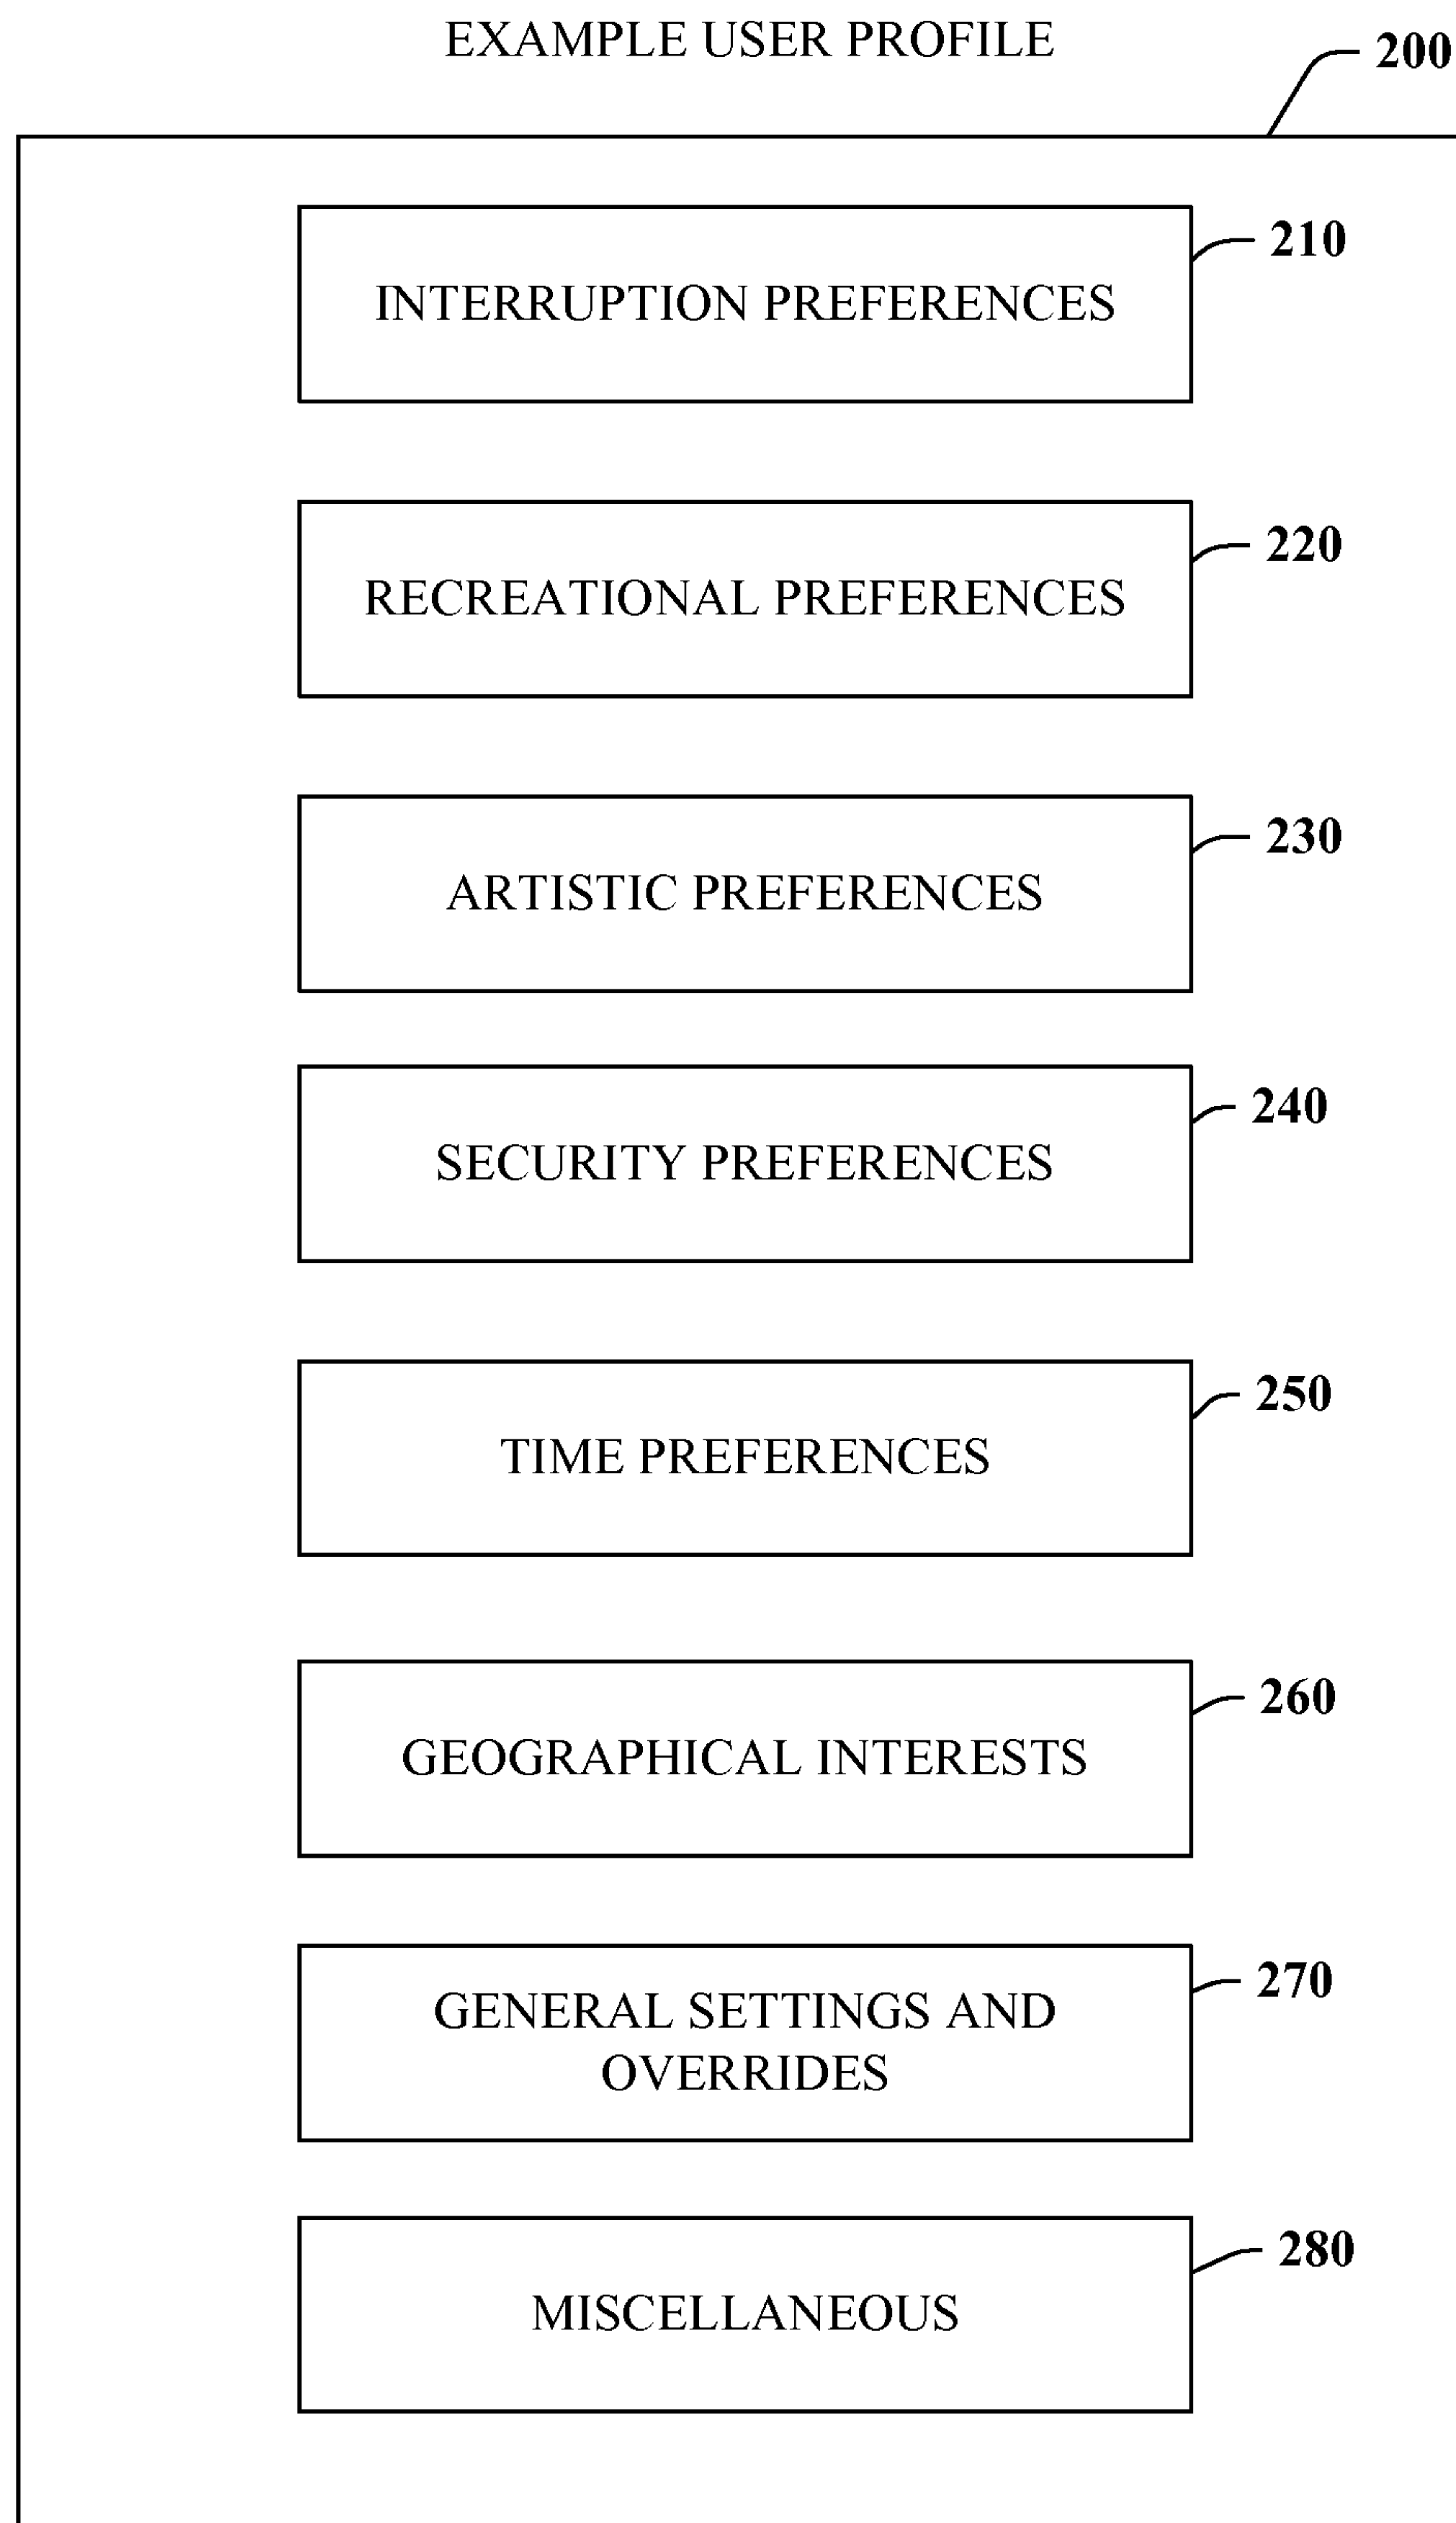 EXAMPLE USER PROFILE
200
INTERRUPTION PREFERENCES
210
RECREATIONAL PREFERENCES
220
ARTISTIC PREFERENCES
230
SECURITY PREFERENCES
240
TIME PREFERENCES
250
GEOGRAPHICAL INTERESTS
260
GENERAL SETTINGS AND
OVERRIDES
270
MISCELLANEOUS
280